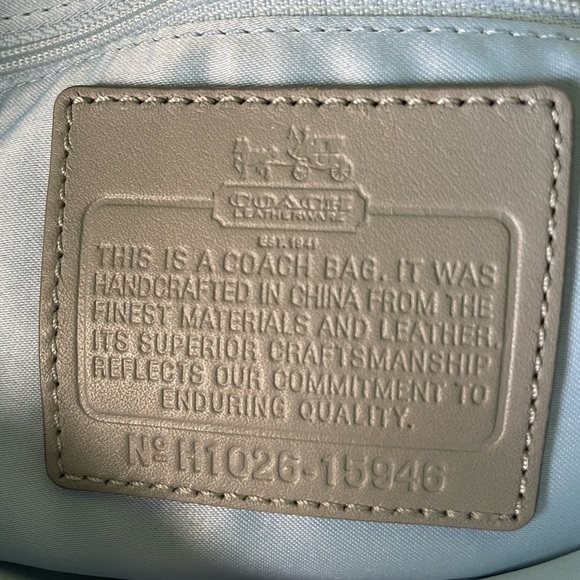 COACH
LEATHERWARE
EST. 1941
THIS IS A COACH BAG. IT WAS
HANDCRAFTED IN CHINA FROM THE
FINEST MATERIALS AND LEATHER.
ITS SUPERIOR CRAFTSMANSHIP
REFLECTS OUR COMMITMENT TO
ENDURING QUALITY.
Nº H1026-15946